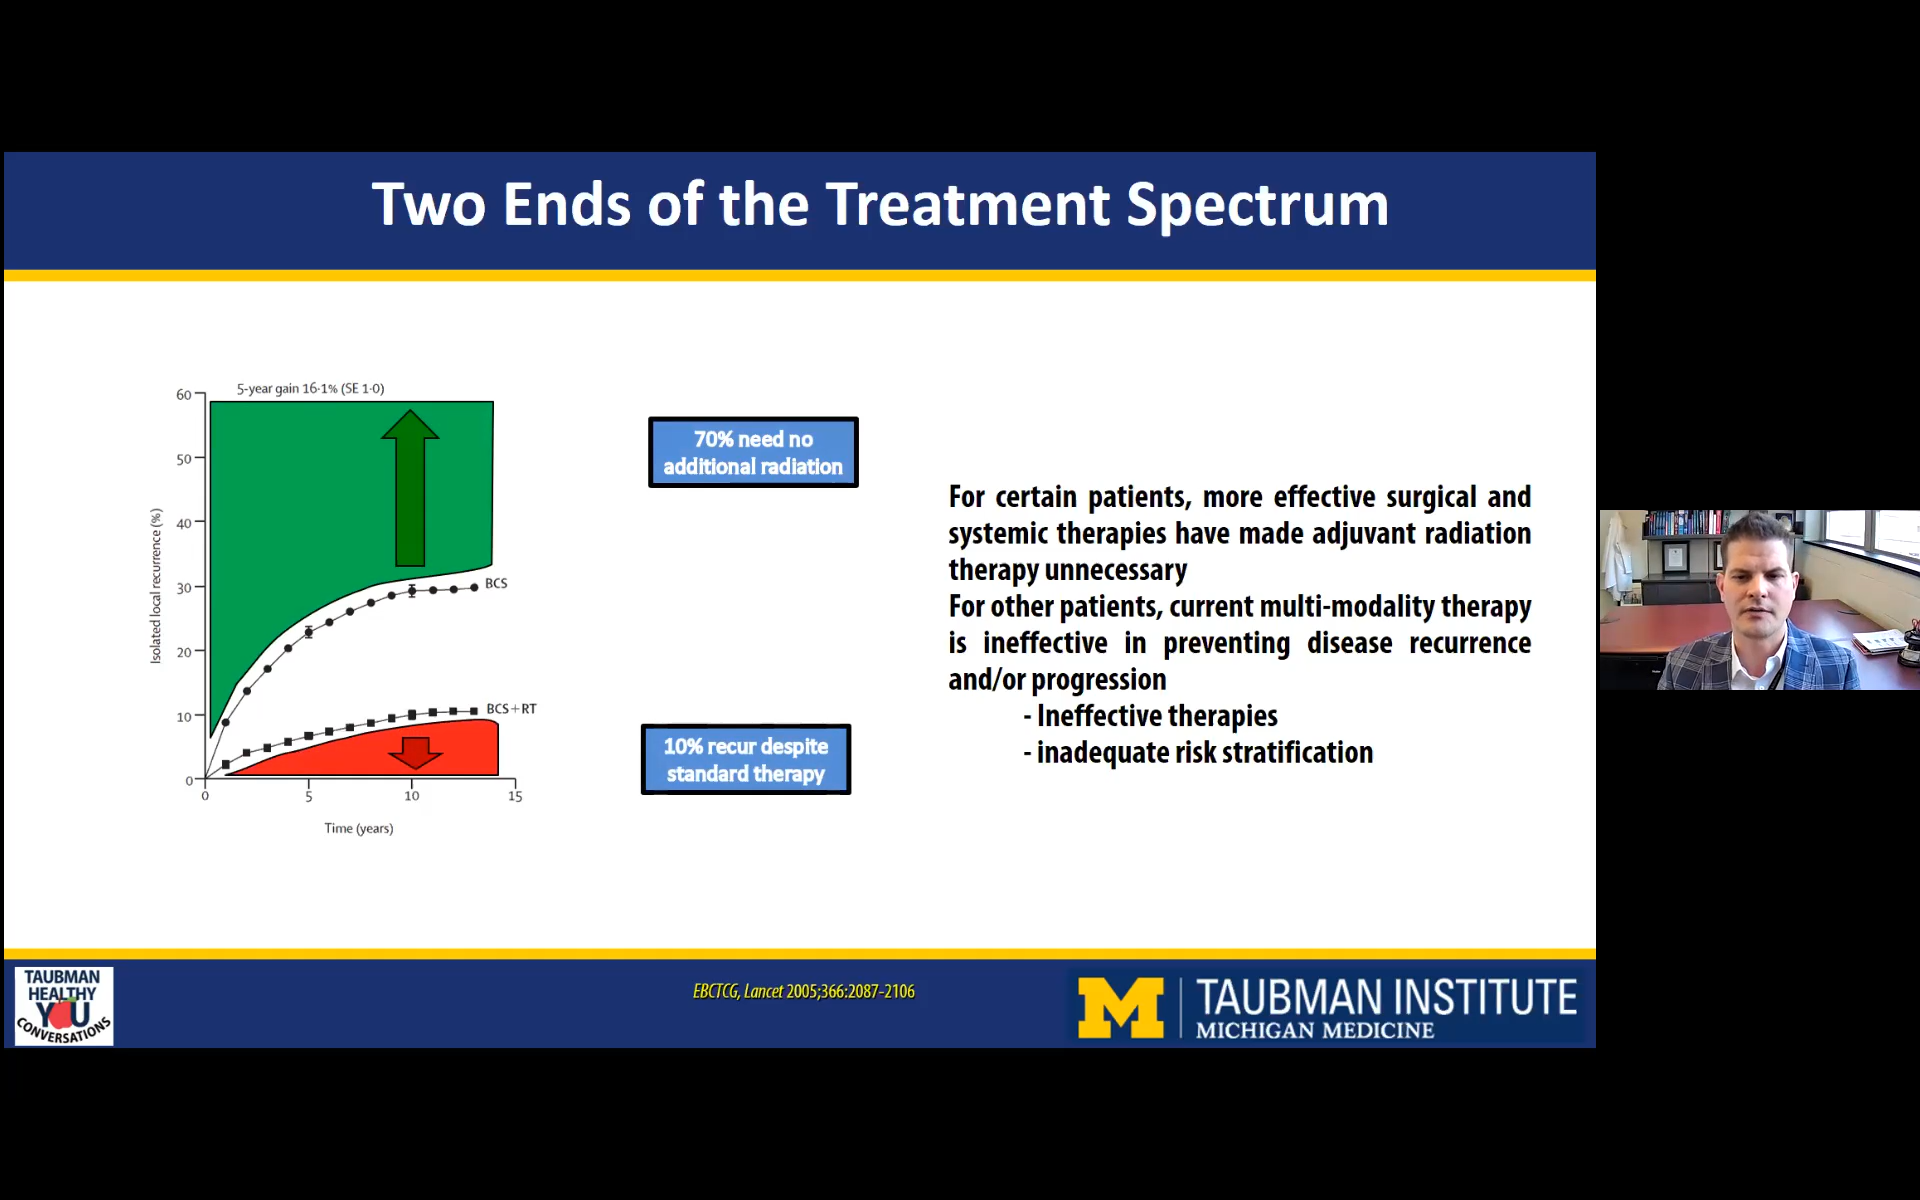 Two Ends of the Treatment Spectrum
5-year gain 16·1% (SE 1·0)
60
50
40
30
20
10
0
Isolated local recurrence (%)
BCS
BCS+RT
0
5
10
15
Time (years)
70% need no
additional radiation
10% recur despite
standard therapy
For certain patients, more effective surgical and
systemic therapies have made adjuvant radiation
therapy unnecessary
For other patients, current multi-modality therapy
is ineffective in preventing disease recurrence
and/or progression
- Ineffective therapies
- inadequate risk stratification
TAUBMAN
HEALTHY
YOU
CONVERSATIONS
EBCTCG, Lancet 2005;366:2087-2106
M
TAUBMAN INSTITUTE
MICHIGAN MEDICINE